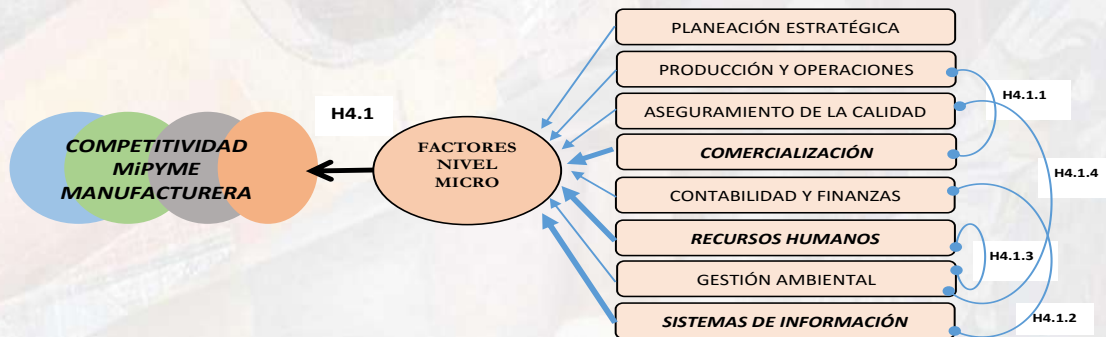 COMPETITIVIDAD
MiPYME
MANUFACTURERA
H4.1
FACTORES
NIVEL
MICRO
PLANEACIÓN ESTRATÉGICA
PRODUCCIÓN Y OPERACIONES
ASEGURAMIENTO DE LA CALIDAD
COMERCIALIZACIÓN
CONTABILIDAD Y FINANZAS
RECURSOS HUMANOS
GESTIÓN AMBIENTAL
SISTEMAS DE INFORMACIÓN
H4.1.1
H4.1.4
H4.1.3
H4.1.2